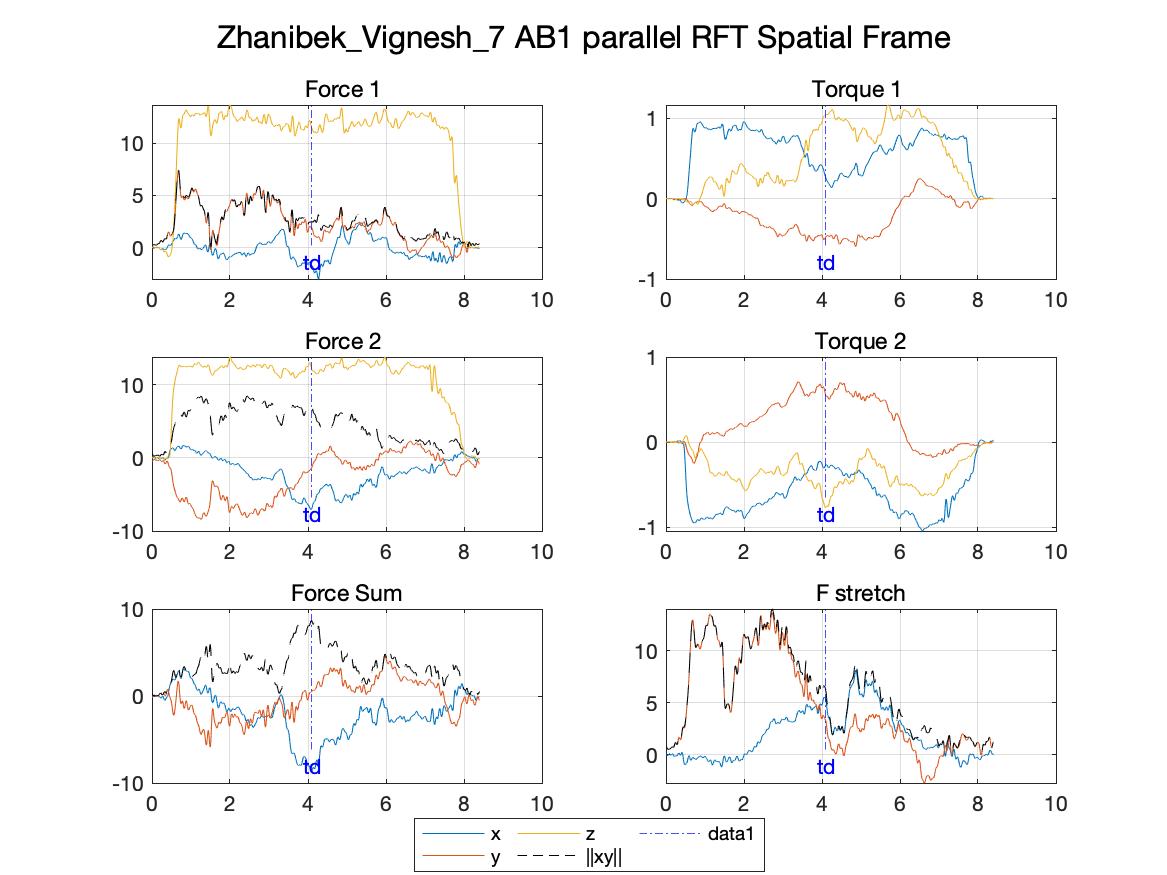 Zhanibek_Vignesh_7 AB1 parallel RFT Spatial Frame
Force 1
10
5
0
td
0 2 4 6 8 10
Torque 1
1
0
-1
td
0 2 4 6 8 10
Force 2
10
0
-10
td
0 2 4 6 8 10
Torque 2
1
0
-1
td
0 2 4 6 8 10
Force Sum
10
0
-10
td
0 2 4 6 8 10
F stretch
10
5
0
td
0 2 4 6 8 10
x z data1
y ||xy||